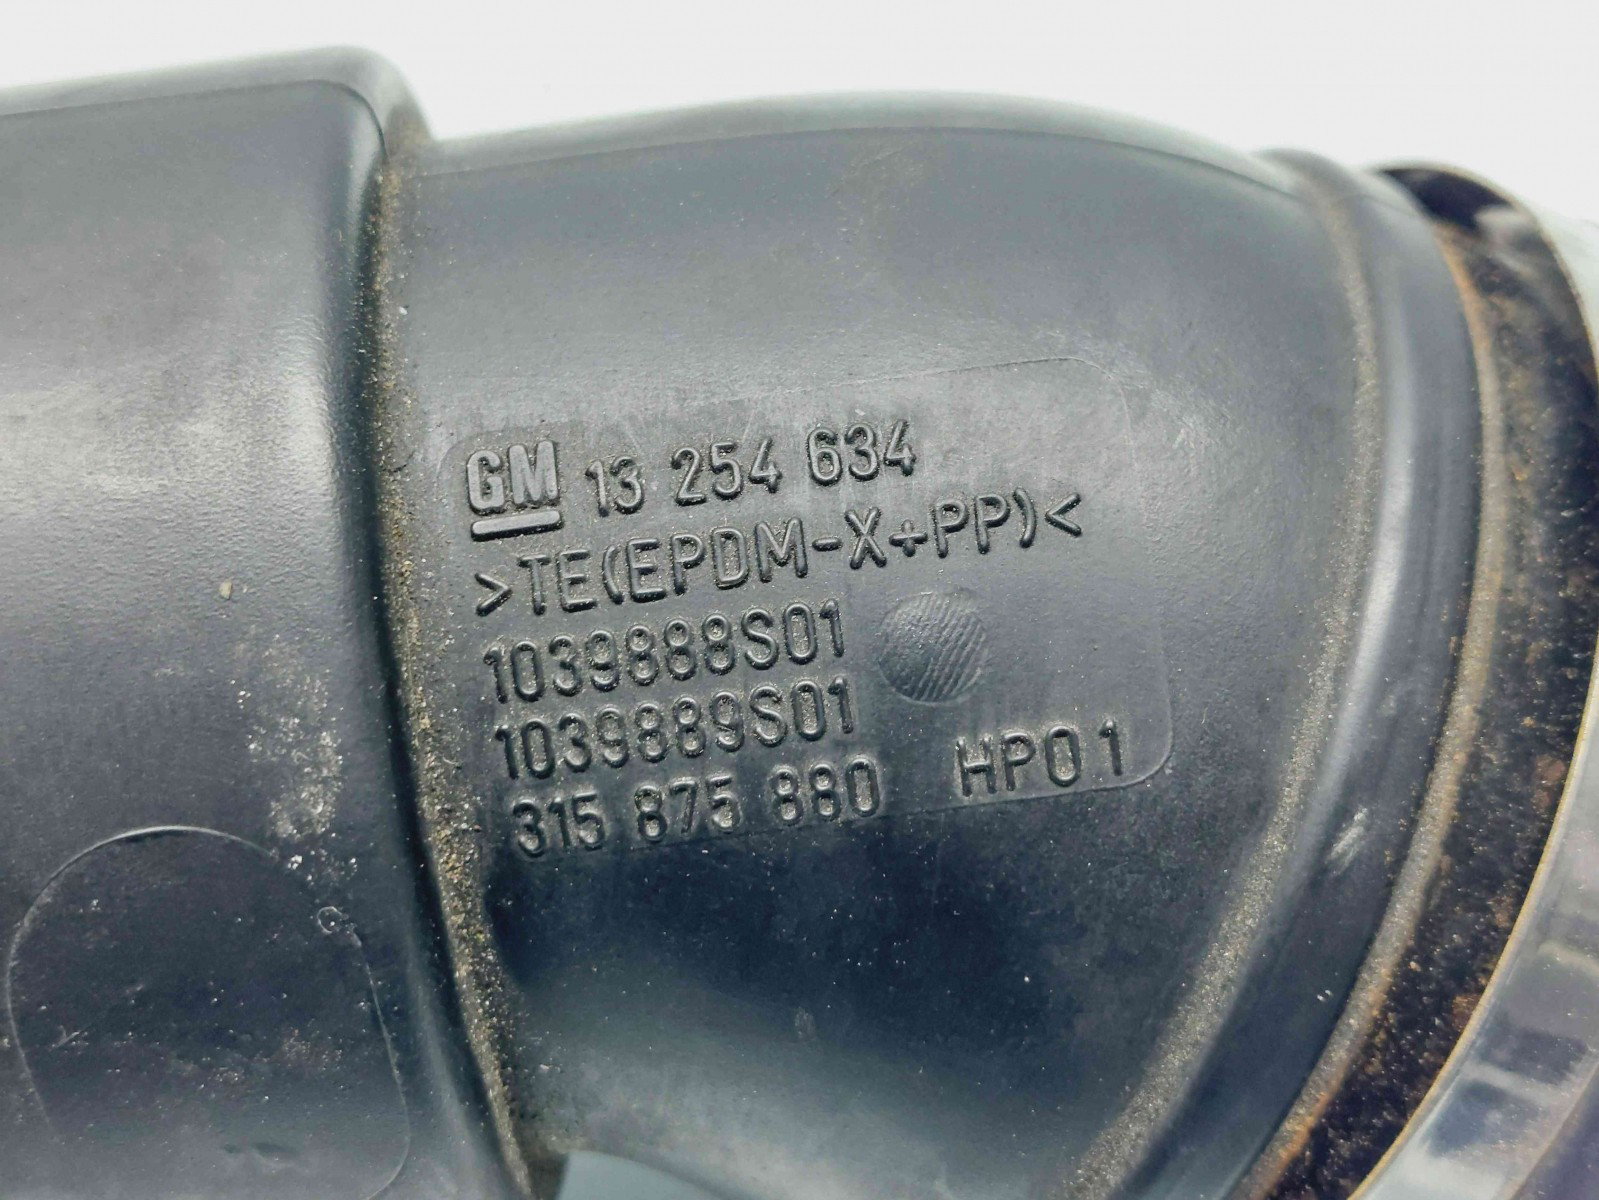 GM 13 254 634
>TE(EPDM-X+PP)<
1039888S01
1039889S01
315 875 880 HP01